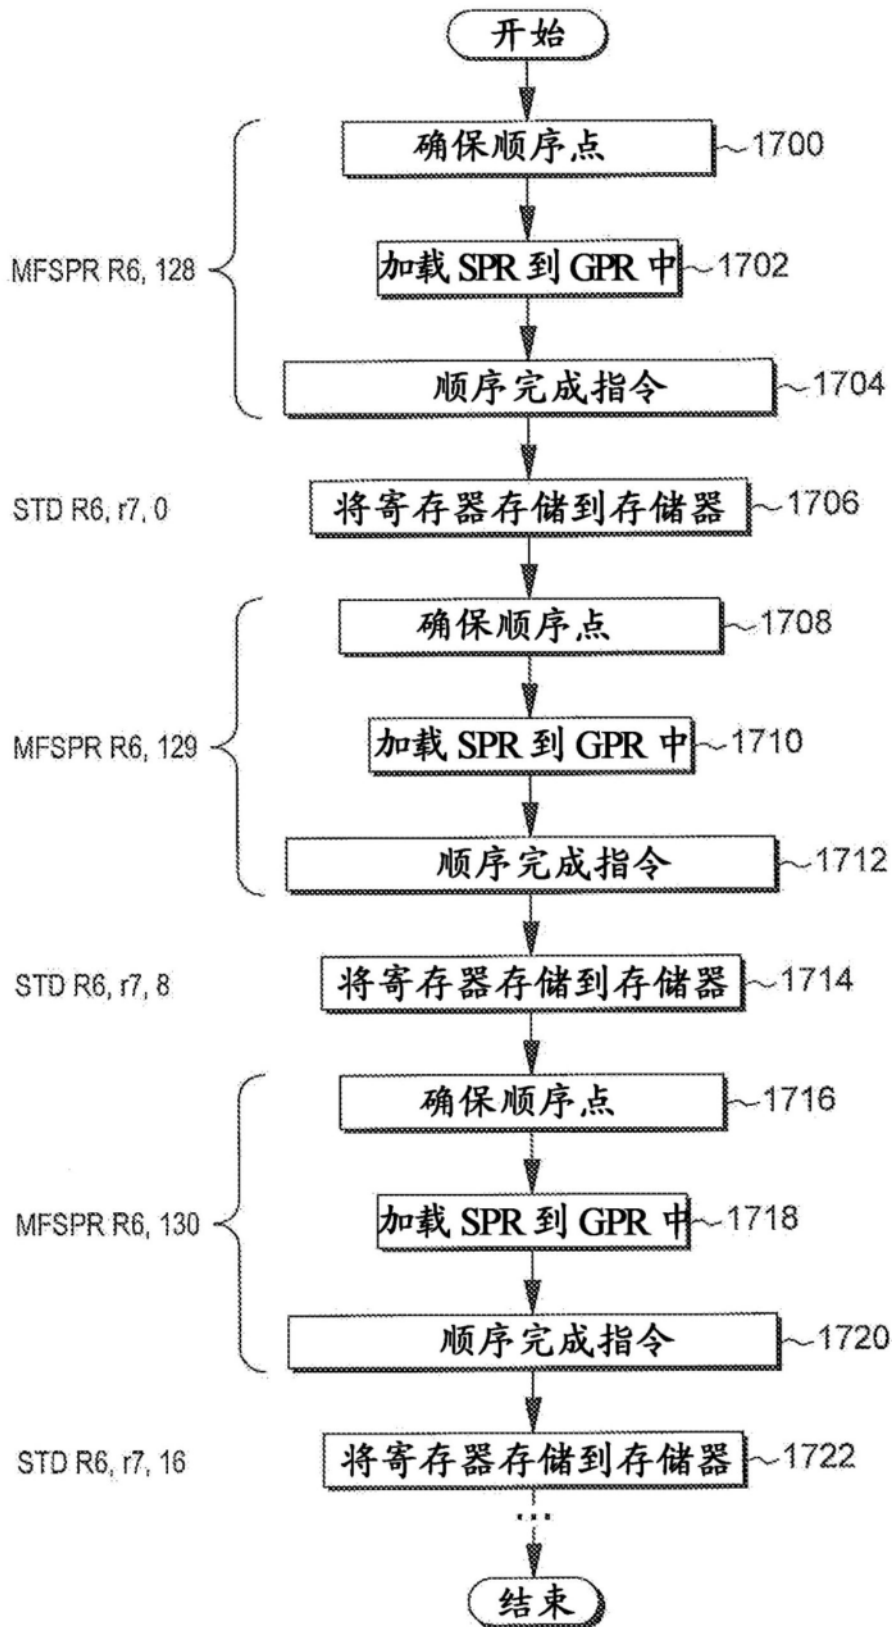 开始
确保顺序点 1700
MFSPR R6, 128
加载 SPR 到 GPR 中 1702
顺序完成指令 1704
STD R6, r7, 0
将寄存器存储到存储器 1706
确保顺序点 1708
MFSPR R6, 129
加载 SPR 到 GPR 中 1710
顺序完成指令 1712
STD R6, r7, 8
将寄存器存储到存储器 1714
确保顺序点 1716
MFSPR R6, 130
加载 SPR 到 GPR 中 1718
顺序完成指令 1720
STD R6, r7, 16
将寄存器存储到存储器 1722
...
结束